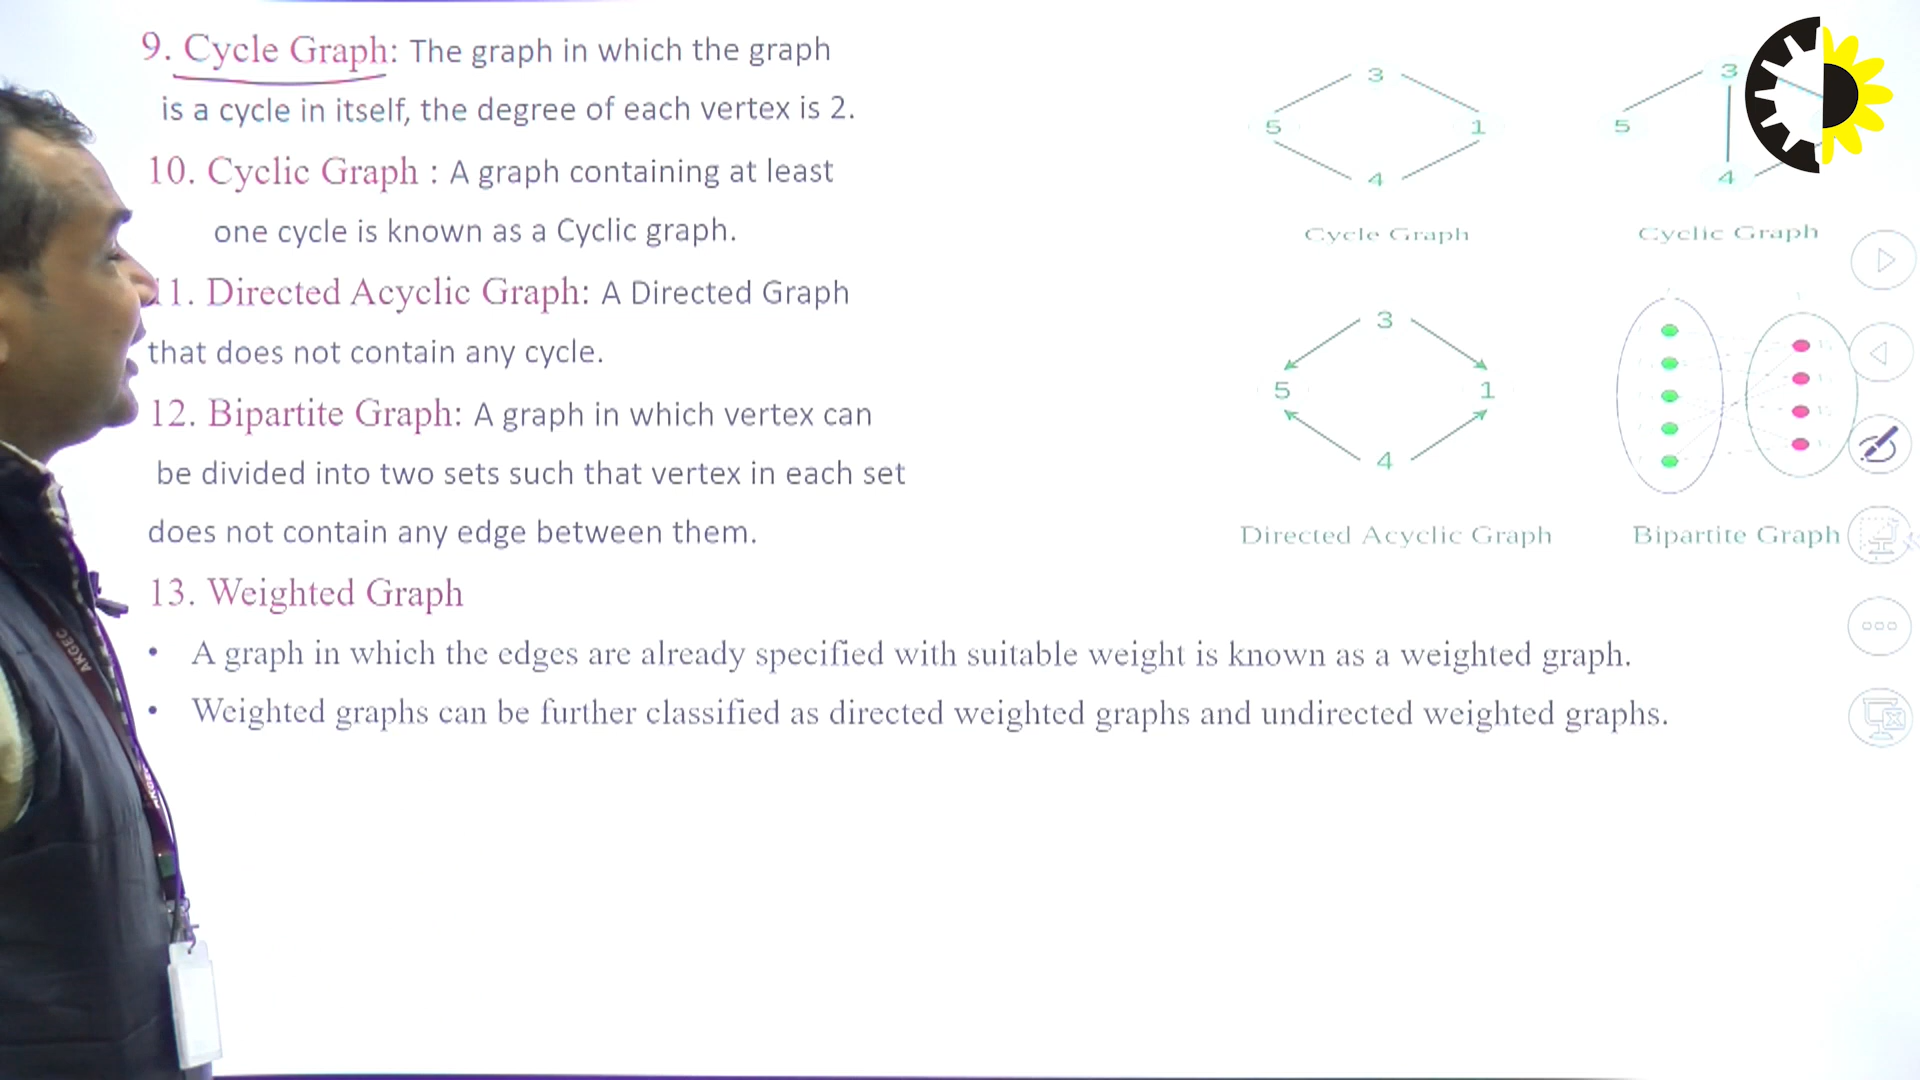 9. Cycle Graph: The graph in which the graph
is a cycle in itself, the degree of each vertex is 2.
10. Cyclic Graph : A graph containing at least
one cycle is known as a Cyclic graph.
11. Directed Acyclic Graph: A Directed Graph
that does not contain any cycle.
12. Bipartite Graph: A graph in which vertex can
be divided into two sets such that vertex in each set
does not contain any edge between them.
13. Weighted Graph
• A graph in which the edges are already specified with suitable weight is known as a weighted graph.
• Weighted graphs can be further classified as directed weighted graphs and undirected weighted graphs.
3
5 1
4
Cycle Graph
3
5
4
Cyclic Graph
3
5 1
4
Directed Acyclic Graph
Bipartite Graph
AKGEC